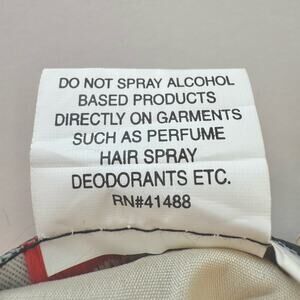 DO NOT SPRAY ALCOHOL
BASED PRODUCTS
DIRECTLY ON GARMENTS
SUCH AS PERFUME
HAIR SPRAY
DEODORANTS ETC.
RN#41488